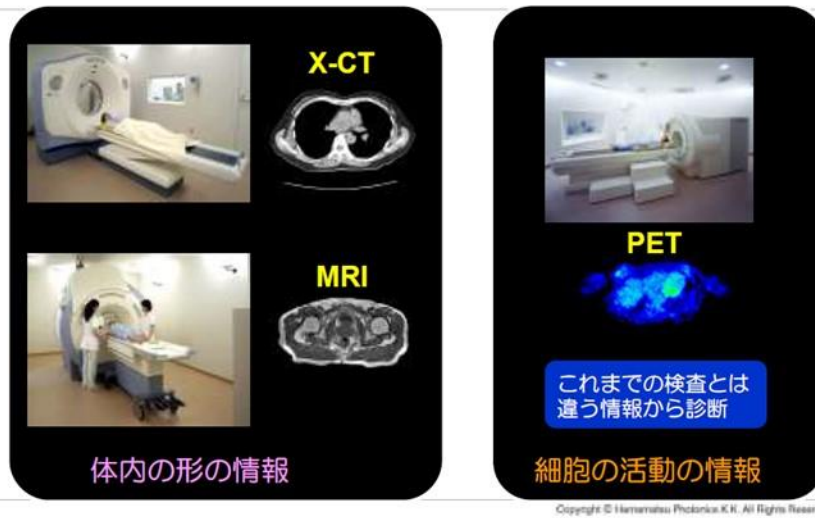 X-CT
MRI
体内の形の情報
PET
これまでの検査とは
違う情報から診断
細胞の活動の情報
Copyright © Hamamatsu Photonics K.K. All Rights Reser